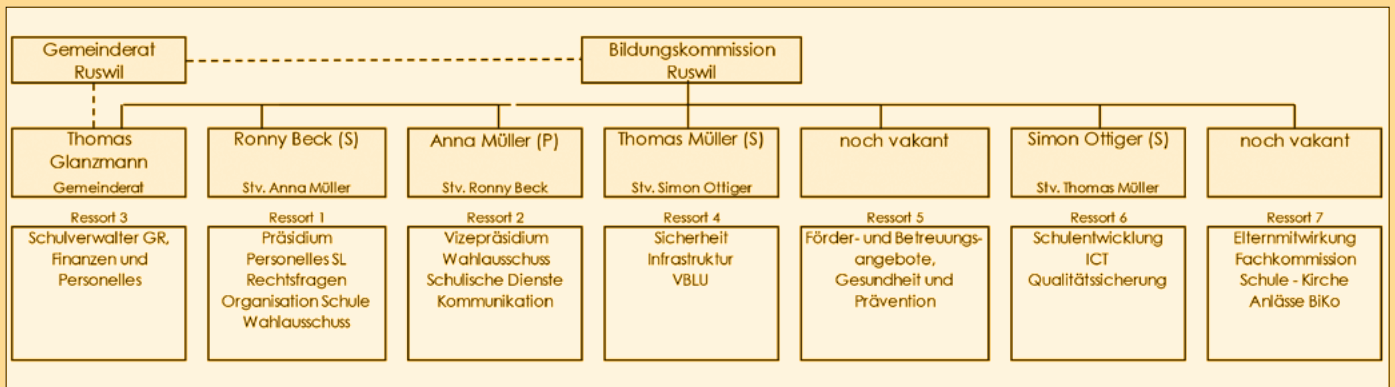 Gemeinderat
Ruswil
Bildungskommission
Ruswil
Thomas
Glanzmann
Gemeinderat
Ronny Beck (S)
Stv. Anna Müller
Anna Müller (P)
Stv. Ronny Beck
Thomas Müller (S)
Stv. Simon Ottiger
noch vakant
Simon Ottiger (S)
Stv. Thomas Müller
noch vakant
Ressort 3
Schulverwalter GR,
Finanzen und
Personelles
Ressort 1
Präsidium
Personelles SL
Rechtsfragen
Organisation Schule
Wahlausschuss
Ressort 2
Vizepräsidium
Wahlausschuss
Schulische Dienste
Kommunikation
Ressort 4
Sicherheit
Infrastruktur
VBLU
Ressort 5
Förder- und Betreuungs-
angebote,
Gesundheit und
Prävention
Ressort 6
Schulentwicklung
ICT
Qualitätssicherung
Ressort 7
Elternmitwirkung
Fachkommission
Schule - Kirche
Anlässe BiKo